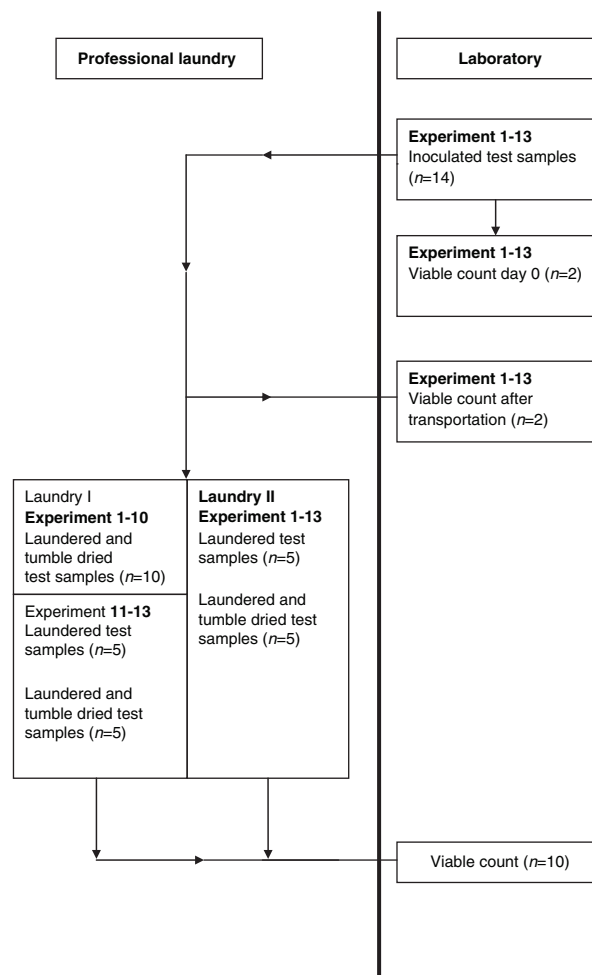 Professional laundry
Laboratory
Experiment 1-13
Inoculated test samples
(n=14)
Experiment 1-13
Viable count day 0 (n=2)
Experiment 1-13
Viable count after
transportation (n=2)
Laundry I
Experiment 1-10
Laundered and
tumble dried
test samples (n=10)
Experiment 11-13
Laundered test
samples (n=5)
Laundered and
tumble dried test
samples (n=5)
Laundry II
Experiment 1-13
Laundered test
samples (n=5)
Laundered and
tumble dried test
samples (n=5)
Viable count (n=10)